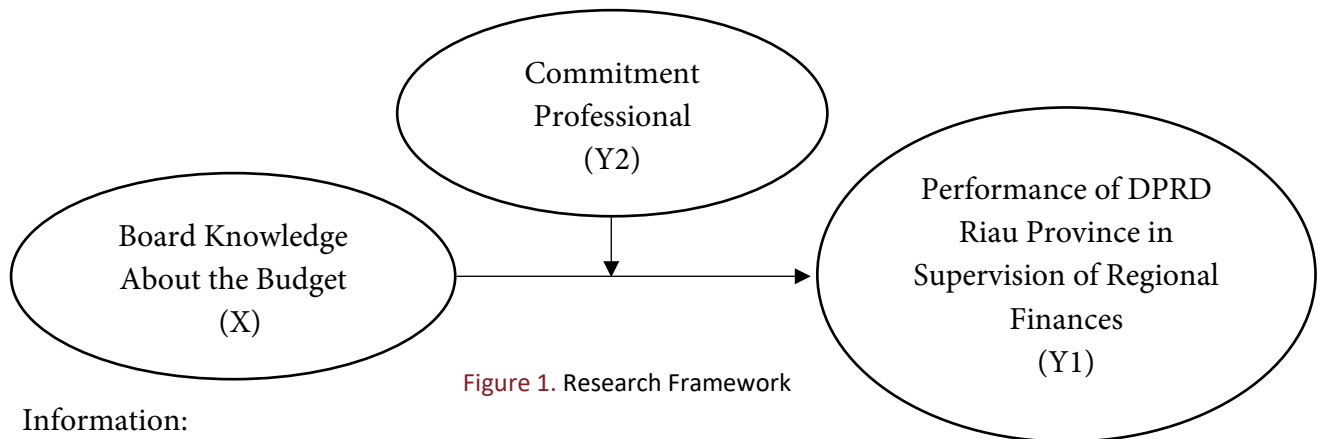 Commitment
Professional
(Y2)
Board Knowledge
About the Budget
(X)
Performance of DPRD
Riau Province in
Supervision of Regional
Finances
(Y1)
Figure 1. Research Framework
Information: